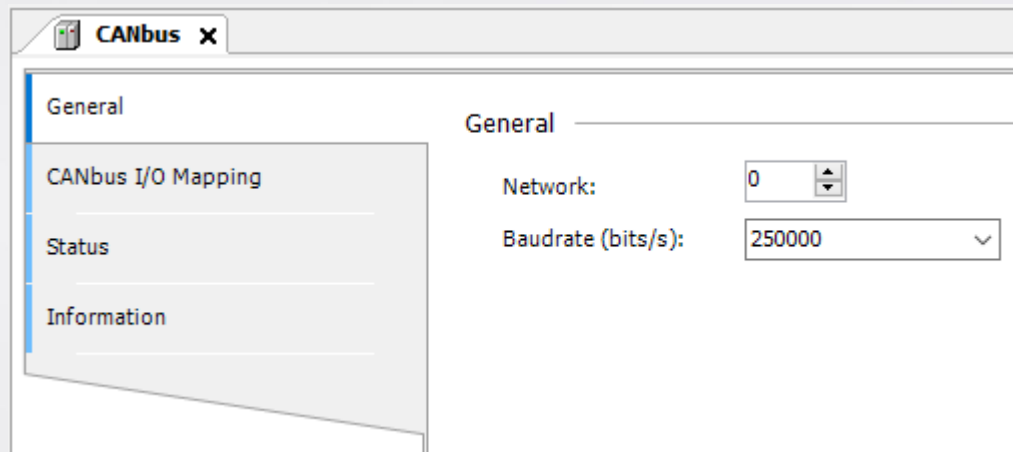 CANbus
General
CANbus I/O Mapping
Status
Information
General
Network: 0
Baudrate (bits/s): 250000